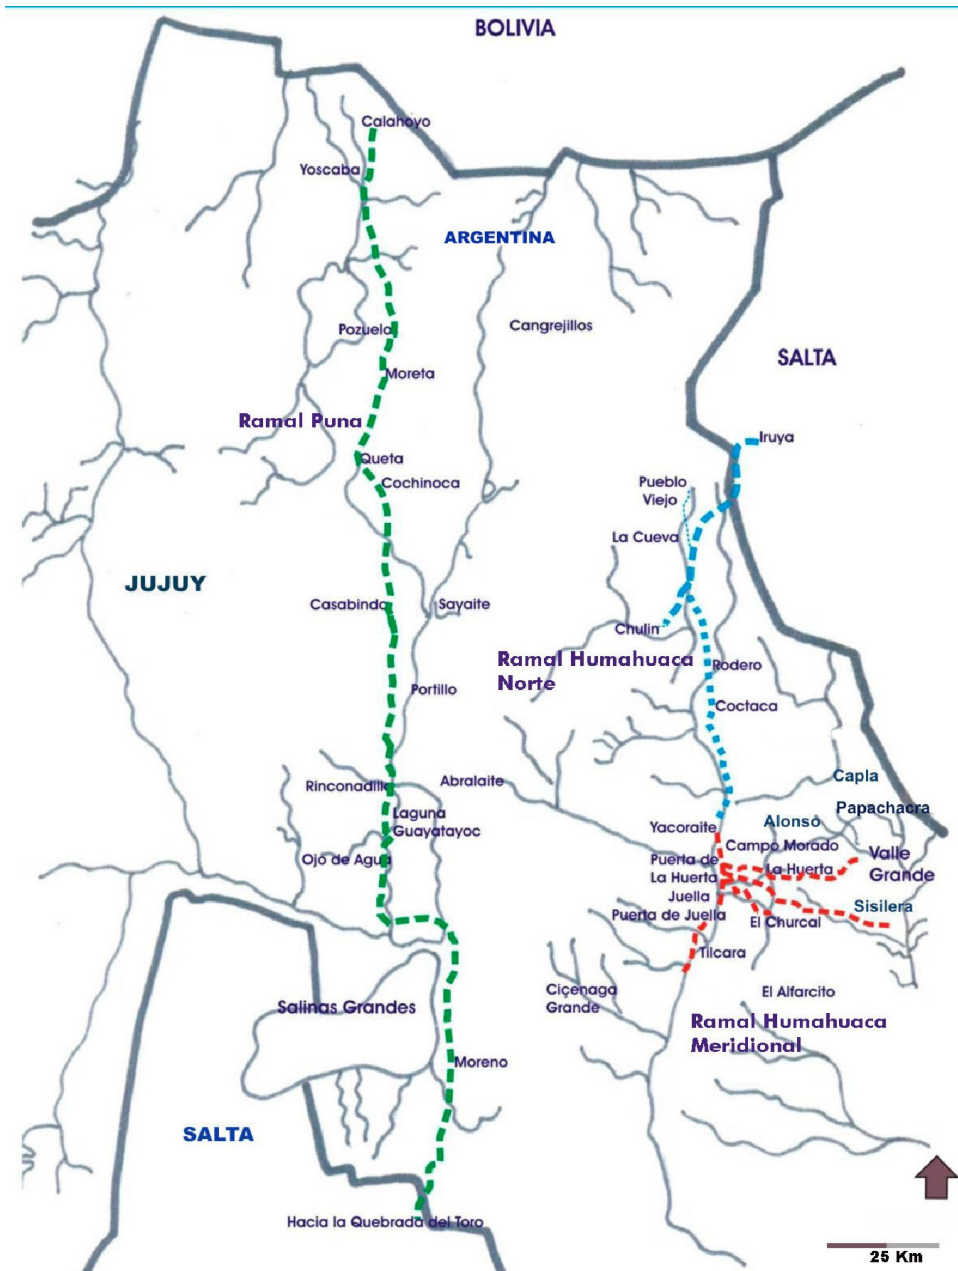 BOLIVIA
Calahoyo
Yoscaba
ARGENTINA
Cangrejillos
Pozuelo
SALTA
Moreta
Ramal Puna
Iruya
Queta
Cochinoca
Pueblo
Viejo
La Cueva
JUJUY
Casabindo
Sayaite
Chulin
Ramal Humahuaca
Norte
Rodero
Portillo
Coctaca
Capla
Rinconadilla
Abralaite
Papachacra
Laguna
Guayatayoc
Alonso
Yacoraite
Campo Morado
Ojo de Agua
Puerta de
La Huerta
La Huerta
Valle
Grande
Juella
Sisilera
Puerta de Juella
El Churcal
Tilcara
Salinas Grandes
Ciçenaga
Grande
El Alfarcito
Ramal Humahuaca
Meridional
Moreno
SALTA
Hacia la Quebrada del Toro
25 Km